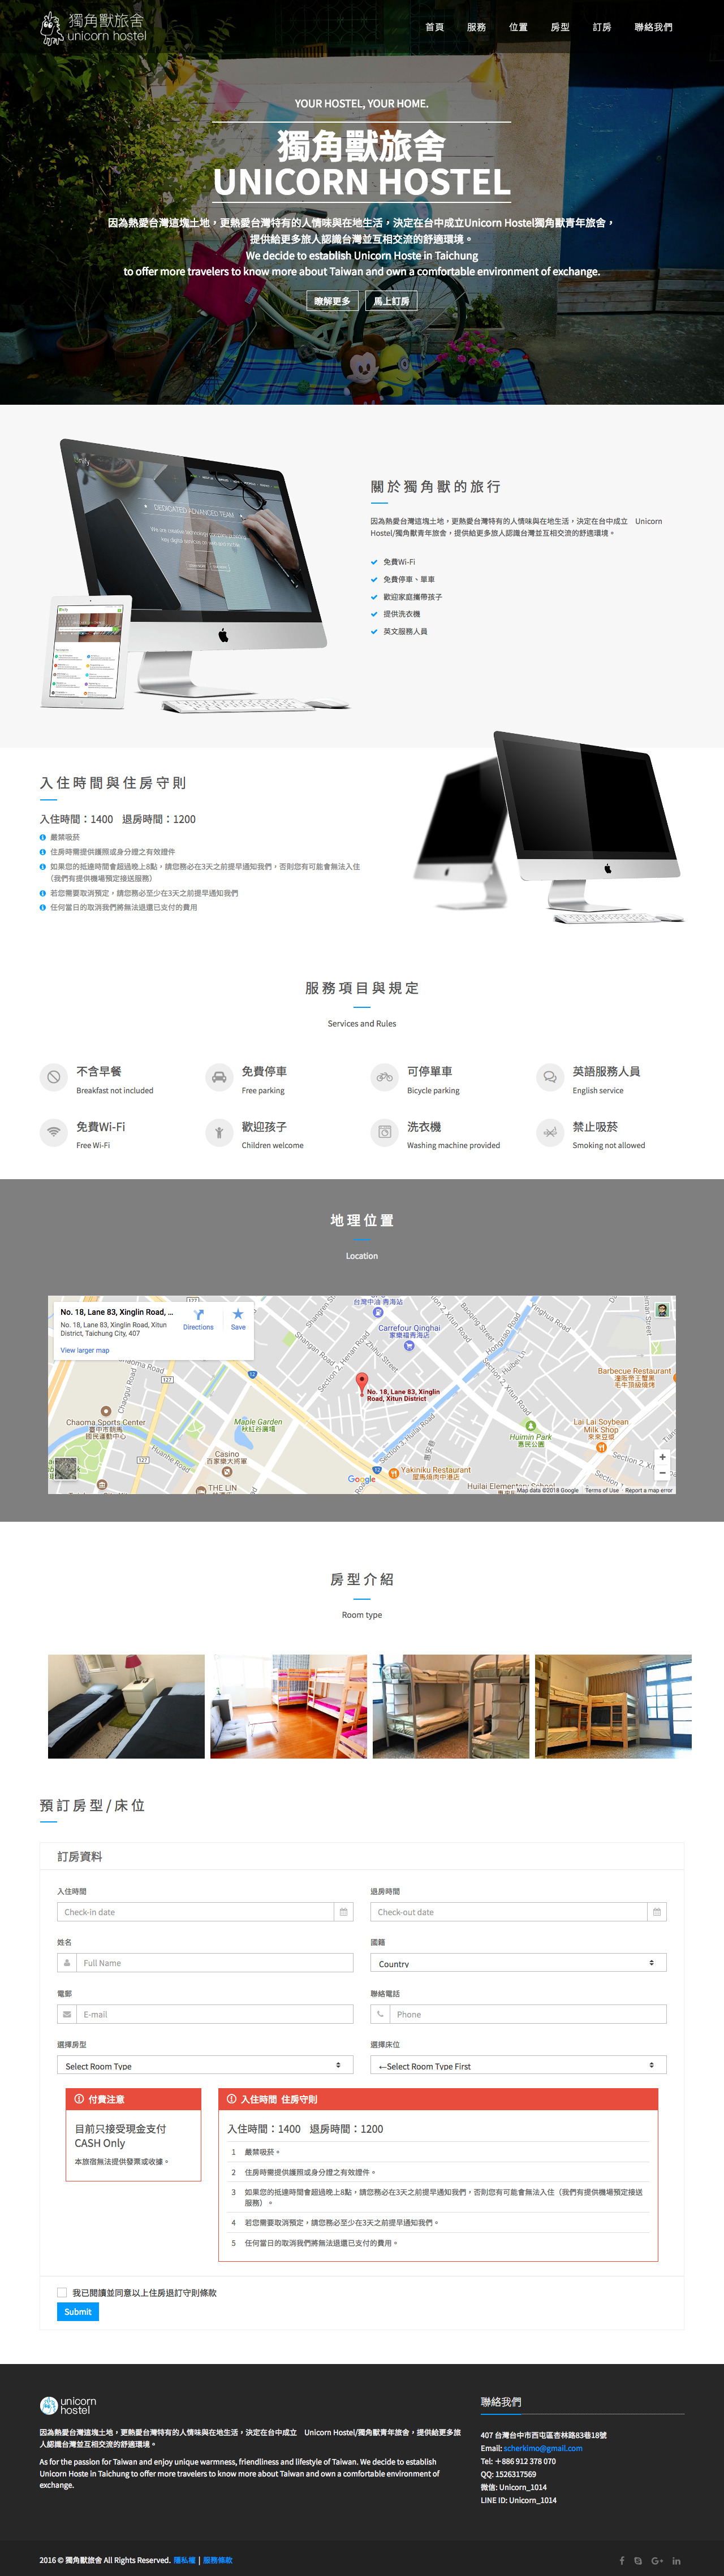 獨角獸旅舍
unicorn hostel
首頁 服務 位置 房型 訂房 聯絡我們
YOUR HOSTEL, YOUR HOME.
獨角獸旅舍
UNICORN HOSTEL
因為熱愛台灣這塊土地，更熱愛台灣特有的人情味與在地生活，決定在台中成立Unicorn Hostel獨角獸青年旅舍，
提供給更多旅人認識台灣並互相交流的舒適環境。
We decide to establish Unicorn Hoste in Taichung
to offer more travelers to know more about Taiwan and own a comfortable environment of exchange.
瞭解更多 馬上訂房
DEDICATED ADVANCED TEAM
關於獨角獸的旅行
因為熱愛台灣這塊土地，更熱愛台灣特有的人情味與在地生活，決定在台中成立 Unicorn
Hostel/獨角獸青年旅舍，提供給更多旅人認識台灣並互相交流的舒適環境。
免費Wi-Fi
免費停車、單車
歡迎家庭攜帶孩子
提供洗衣機
英文服務人員
入住時間與住房守則
入住時間：1400 退房時間：1200
嚴禁吸菸
住房時需提供護照或身分證之有效證件
如果您的抵達時間會超過晚上8點，請您務必在3天之前提早通知我們，否則您有可能會無法入住
（我們有提供機場預定接送服務）
若您需要取消預定，請您務必至少在3天之前提早通知我們
任何當日的取消我們將無法退還已支付的費用
服務項目與規定
Services and Rules
不含早餐 免費停車 可停單車 英語服務人員
Breakfast not included Free parking Bicycle parking English service
免費Wi-Fi 歡迎孩子 洗衣機 禁止吸菸
Free Wi-Fi Children welcome Washing machine provided Smoking not allowed
地理位置
Location
No. 18, Lane 83, Xinglin Road, ...
No. 18, Lane 83, Xinglin Road, Xitun
District, Taichung City, 407
Directions Save
View larger map
台灣中油 青海站
Carrefour Qinghai
家樂福青海店
Barbecue Restaurant
No. 18, Lane 83, Xinglin
Road, Xitun District
Chaoma Sports Center
臺中市朝馬
國民運動中心
Maple Garden
秋紅谷廣場
Huimin Park
惠民公園
Lai Lai Soybean
Milk Shop
來來豆漿
Casino
百家樂大將軍
THE LIN
Yakiniku Restaurant
Huilai Elementary School
Google
Map data ©2018 Google Terms of Use Report a map error
房型介紹
Room type
預訂房型/床位
訂房資料
入住時間 退房時間
Check-in date Check-out date
姓名 國籍
Full Name Country
電郵 聯絡電話
E-mail Phone
選擇房型 選擇床位
Select Room Type ←Select Room Type First
付費注意
目前只接受現金支付
CASH Only
本旅宿無法提供發票或收據。
入住時間 住房守則
入住時間：1400 退房時間：1200
1 嚴禁吸菸。
2 住房時需提供護照或身分證之有效證件。
3 如果您的抵達時間會超過晚上8點，請您務必在3天之前提早通知我們，否則您有可能會無法入住（我們有提供機場預定接送
服務）。
4 若您需要取消預定，請您務必至少在3天之前提早通知我們。
5 任何當日的取消我們將無法退還已支付的費用。
我已閱讀並同意以上住房退訂守則條款
Submit
unicorn
hostel
因為熱愛台灣這塊土地，更熱愛台灣特有的人情味與在地生活，決定在台中成立 Unicorn Hostel/獨角獸青年旅舍，提供給更多旅
人認識台灣並互相交流的舒適環境。
As for the passion for Taiwan and enjoy unique warmness, friendliness and lifestyle of Taiwan. We decide to establish
Unicorn Hoste in Taichung to offer more travelers to know more about Taiwan and own a comfortable environment of
exchange.
聯絡我們
407 台灣台中市西屯區杏林路83巷18號
Email: scherkimo@gmail.com
Tel: +886 912 378 070
QQ: 1526317569
微信: Unicorn_1014
LINE ID: Unicorn_1014
2016 © 獨角獸旅舍 All Rights Reserved. 隱私權 | 服務條款